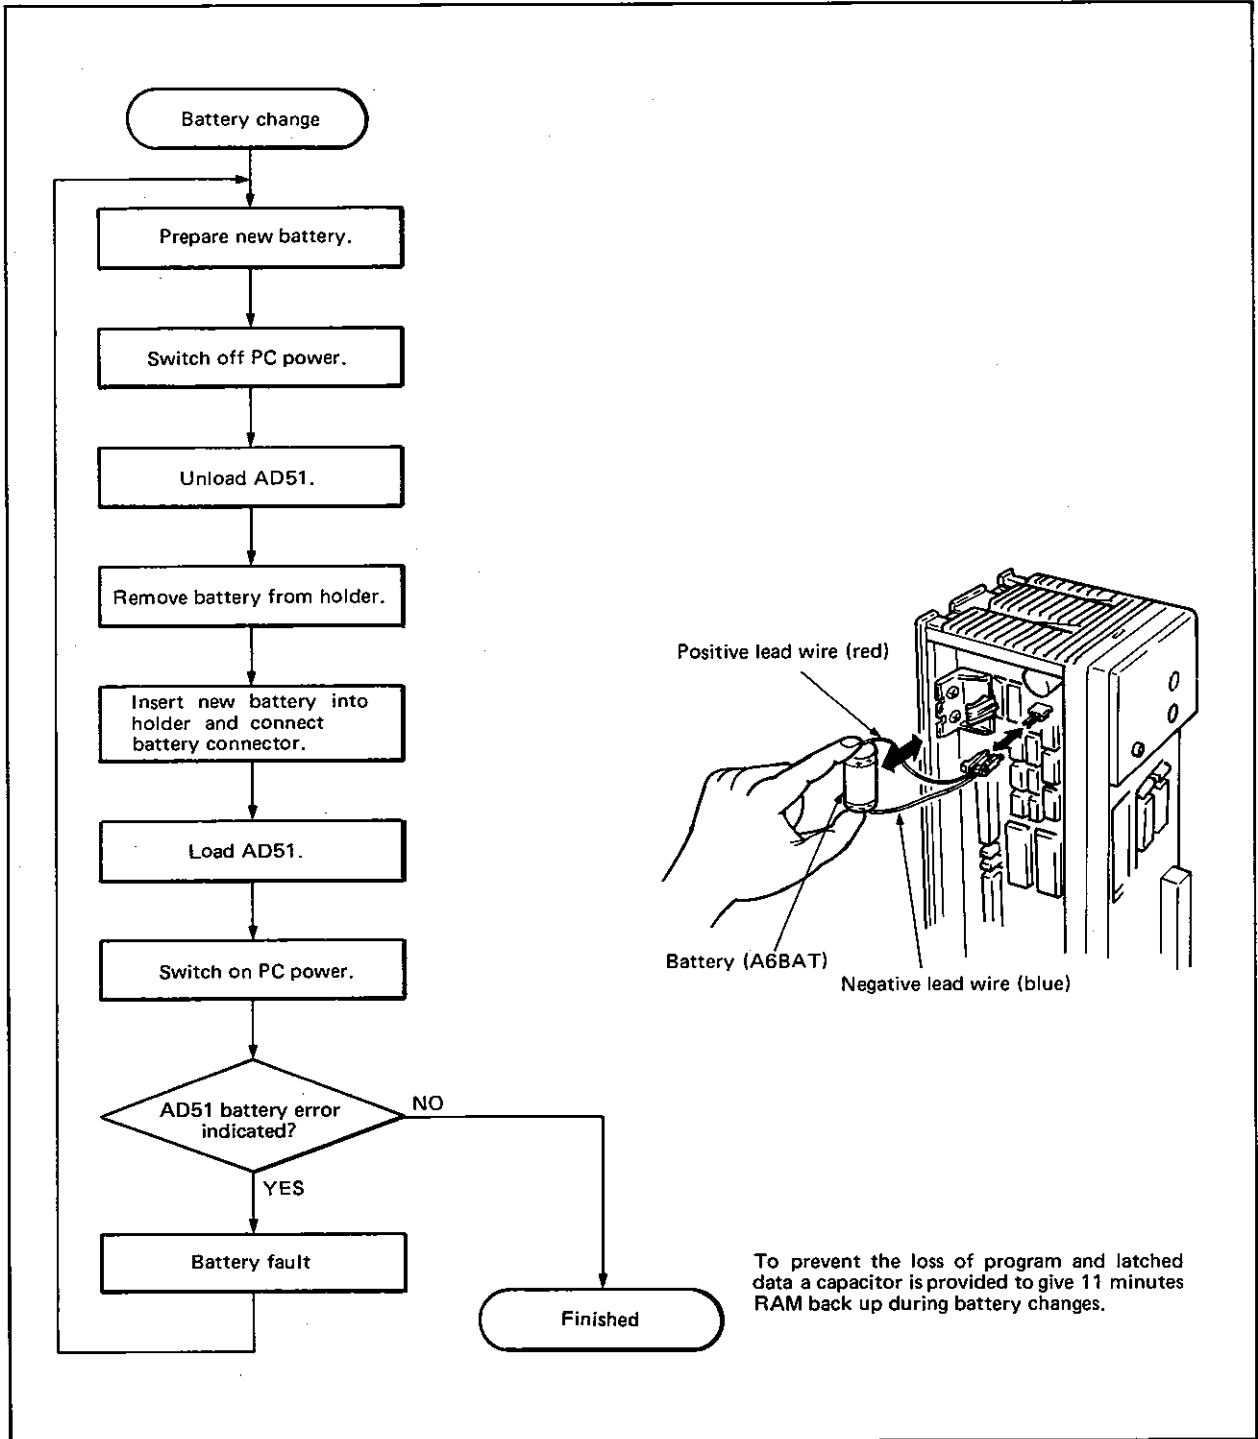 Battery change
Prepare new battery.
Switch off PC power.
Unload AD51.
Remove battery from holder.
Insert new battery into
holder and connect
battery connector.
Load AD51.
Switch on PC power.
AD51 battery error
indicated?
NO
YES
Battery fault
Finished
Positive lead wire (red)
Battery (A6BAT)
Negative lead wire (blue)
To prevent the loss of program and latched
data a capacitor is provided to give 11 minutes
RAM back up during battery changes.